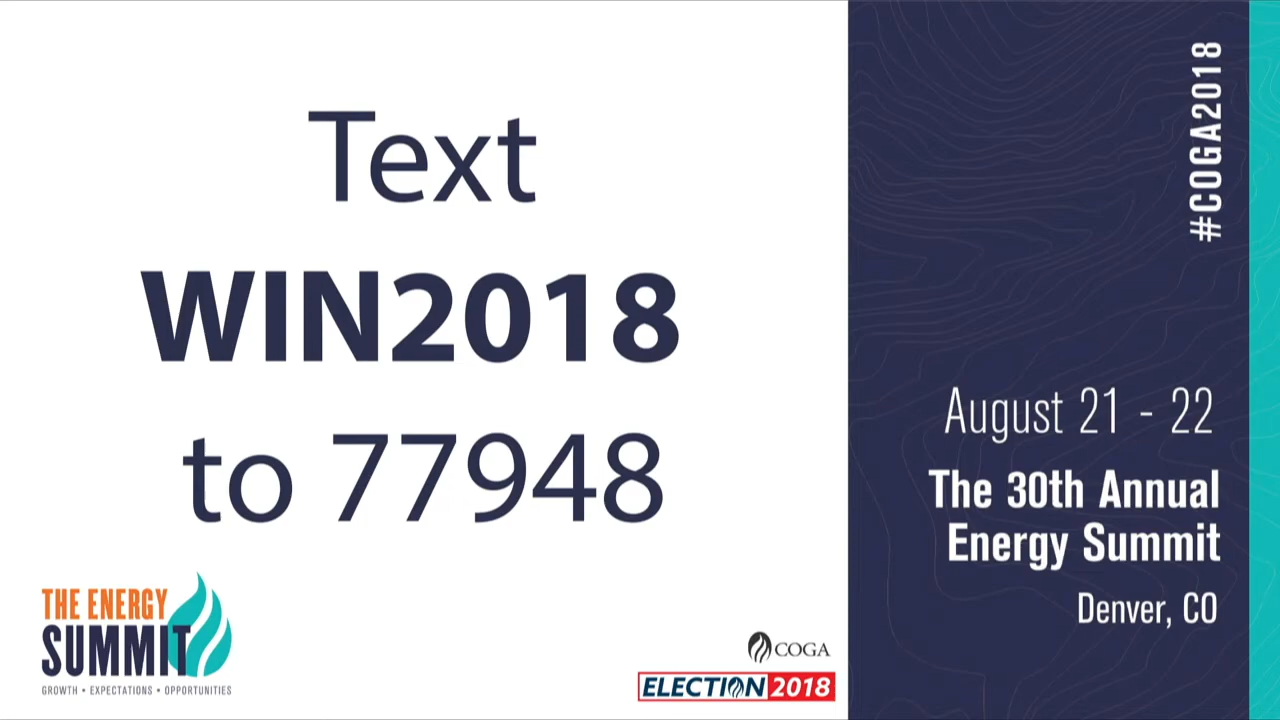 Text
WIN2018
to 77948
THE ENERGY
SUMMIT
GROWTH • EXPECTATIONS • OPPORTUNITIES
COGA
ELECTION 2018
#COGA2018
August 21 - 22
The 30th Annual
Energy Summit
Denver, CO